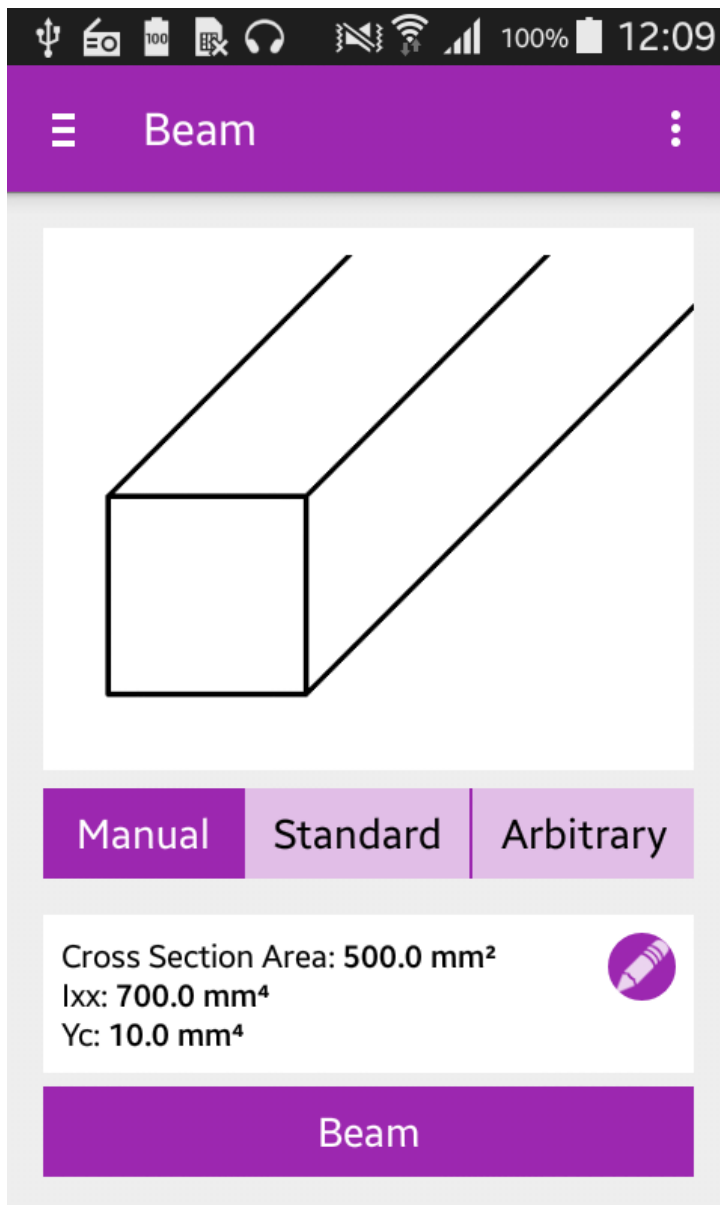 100 100% 12:09
Beam
Manual Standard Arbitrary
Cross Section Area: 500.0 mm²
Ixx: 700.0 mm⁴
Yc: 10.0 mm⁴
Beam